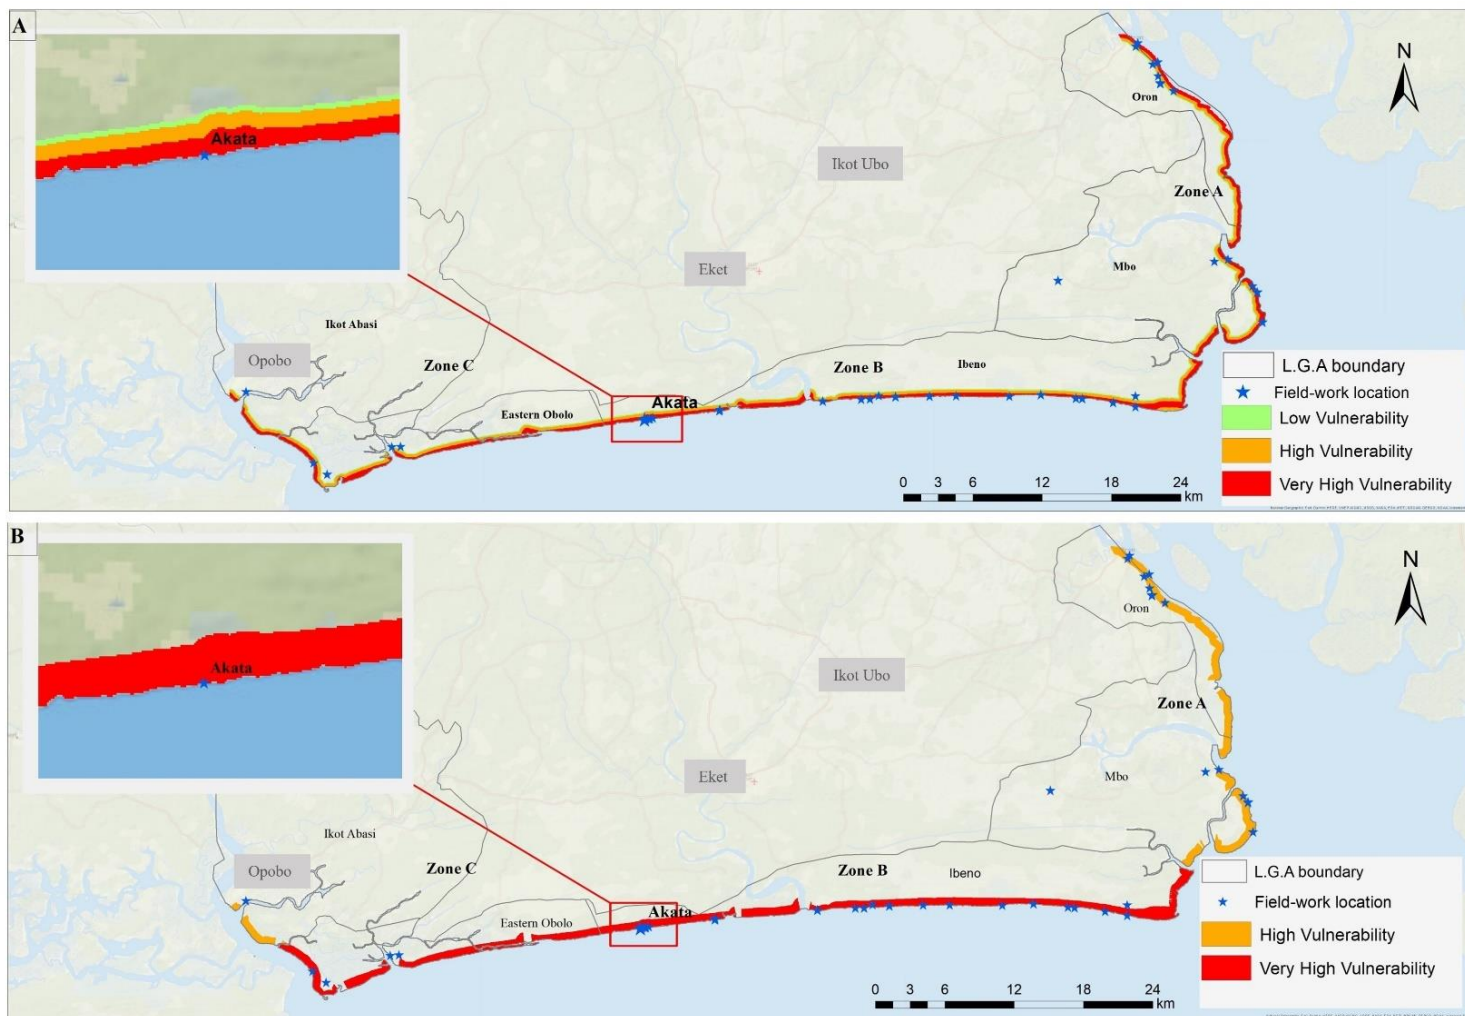 A
N
Oron
Akata
Ikot Ubo
Zone A
Mbo
Eket
Ikot Abasi
Opobo
Zone C
Zone B
Ibeno
L.G.A boundary
Akata
Field-work location
Eastern Obolo
Low Vulnerability
High Vulnerability
0 3 6 12 18 24
km
Very High Vulnerability
B
N
Oron
Akata
Ikot Ubo
Zone A
Mbo
Eket
Ikot Abasi
Opobo
Zone C
Zone B
Ibeno
L.G.A boundary
Akata
Field-work location
Eastern Obolo
High Vulnerability
Very High Vulnerability
0 3 6 12 18 24
km